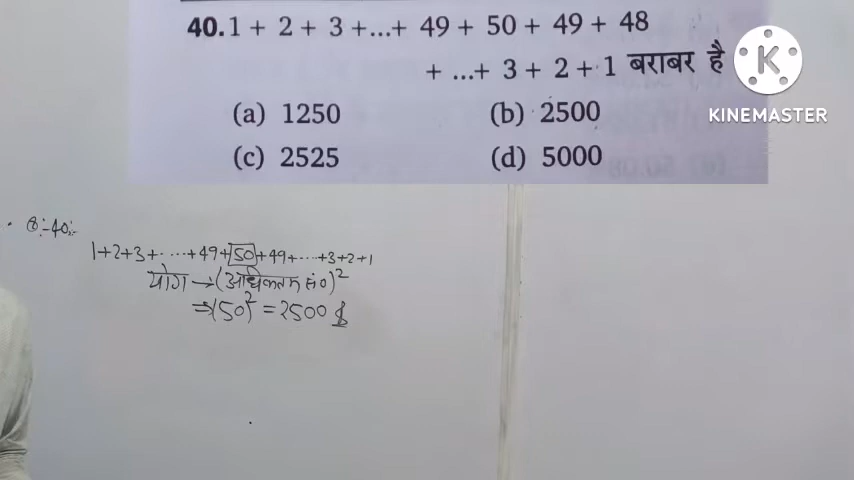 40. 1 + 2 + 3 +...+ 49 + 50 + 49 + 48
+ ...+ 3 + 2 + 1 बराबर है
(a) 1250 (b) 2500
(c) 2525 (d) 5000
KINEMASTER
:-40:-
1+2+3+.....+49+50+49+....+3+2+1
योग → (अधिकतम सं०)²
⇒(50)² = 2500